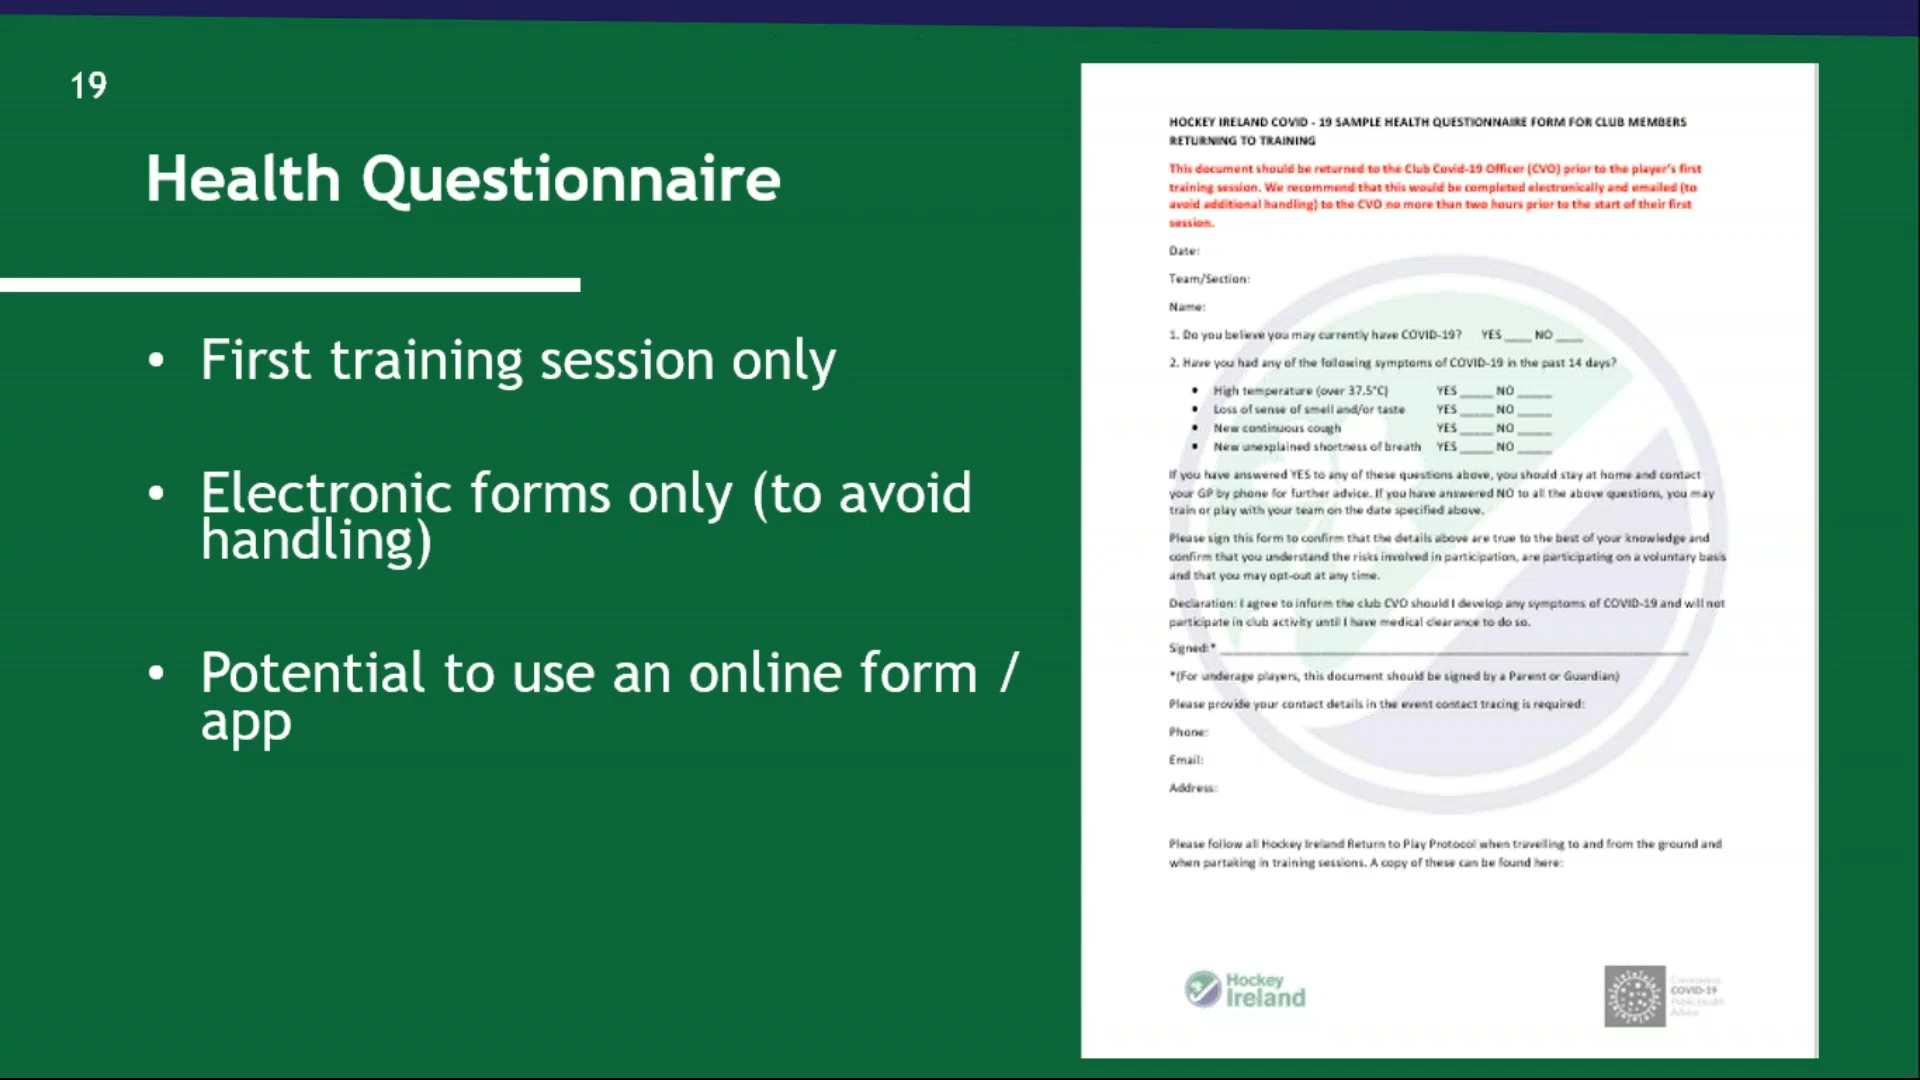 19
Health Questionnaire
• First training session only
• Electronic forms only (to avoid
handling)
• Potential to use an online form /
app
HOCKEY IRELAND COVID - 19 SAMPLE HEALTH QUESTIONNAIRE FORM FOR CLUB MEMBERS
RETURNING TO TRAINING
This document should be returned to the Club Covid-19 Officer (CVO) prior to the player's first
training session. We recommend that this would be completed electronically and emailed (to
avoid additional handling) to the CVO no more than two hours prior to the start of their first
session.
Date:
Team/Section:
Name:
1. Do you believe you may currently have COVID-19? YES ____ NO ____
2. Have you had any of the following symptoms of COVID-19 in the past 14 days?
• High temperature (over 37.5°C) YES _____ NO _____
• Loss of sense of smell and/or taste YES _____ NO _____
• New continuous cough YES _____ NO _____
• New unexplained shortness of breath YES _____ NO _____
If you have answered YES to any of these questions above, you should stay at home and contact
your GP by phone for further advice. If you have answered NO to all the above questions, you may
train or play with your team on the date specified above.
Please sign this form to confirm that the details above are true to the best of your knowledge and
confirm that you understand the risks involved in participation, are participating on a voluntary basis
and that you may opt-out at any time.
Declaration: I agree to inform the club CVO should I develop any symptoms of COVID-19 and will not
participate in club activity until I have medical clearance to do so.
Signed:* ____________________
*(For underage players, this document should be signed by a Parent or Guardian)
Please provide your contact details in the event contact tracing is required:
Phone:
Email:
Address:
Please follow all Hockey Ireland Return to Play Protocol when travelling to and from the ground and
when partaking in training sessions. A copy of these can be found here:
Hockey
Ireland
Coronavirus
COVID-19
Public Health
Advice